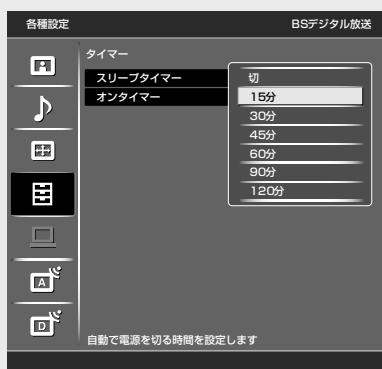 各種設定 BSデジタル放送
タイマー
スリープタイマー 切
オンタイマー 15分
30分
45分
60分
90分
120分
A
D
自動で電源を切る時間を設定します